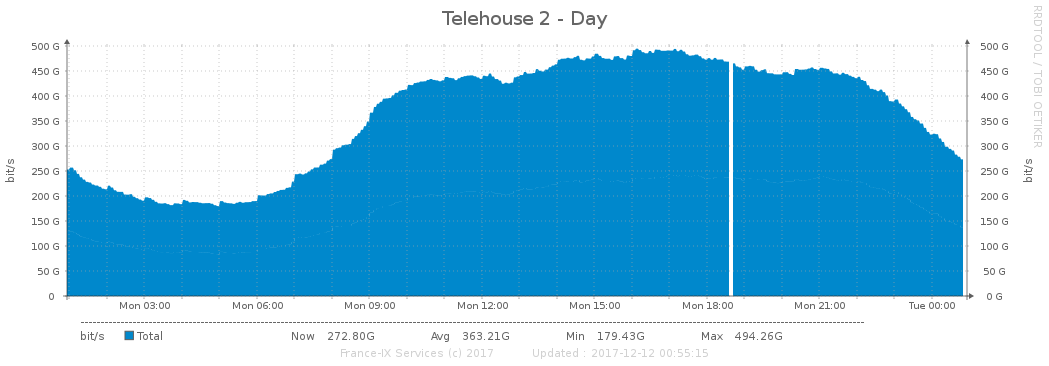 Telehouse 2 - Day
RRDTOOL / TOBI OETIKER
bit/s
500 G
450 G
400 G
350 G
300 G
250 G
200 G
150 G
100 G
50 G
0
500 G
450 G
400 G
350 G
300 G
250 G
200 G
150 G
100 G
50 G
0 G
bit/s
Mon 03:00 Mon 06:00 Mon 09:00 Mon 12:00 Mon 15:00 Mon 18:00 Mon 21:00 Tue 00:00
bit/s Total Now 272.80G Avg 363.21G Min 179.43G Max 494.26G
France-IX Services (c) 2017 Updated : 2017-12-12 00:55:15